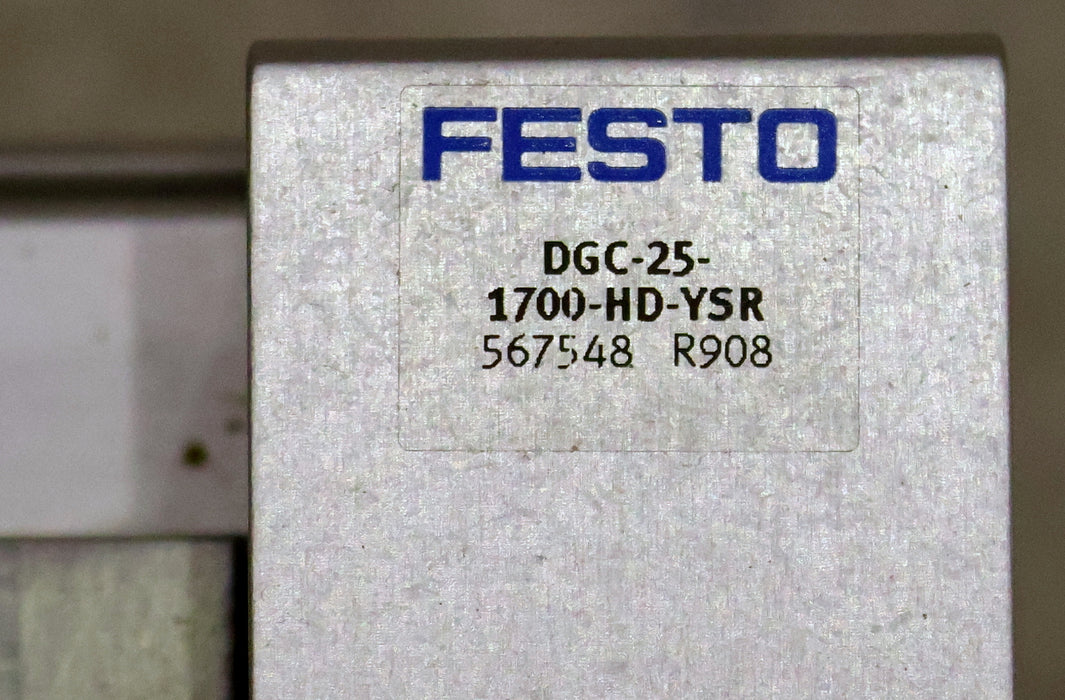 FESTO
DGC-25-
1700-HD-YSR
567548 R908